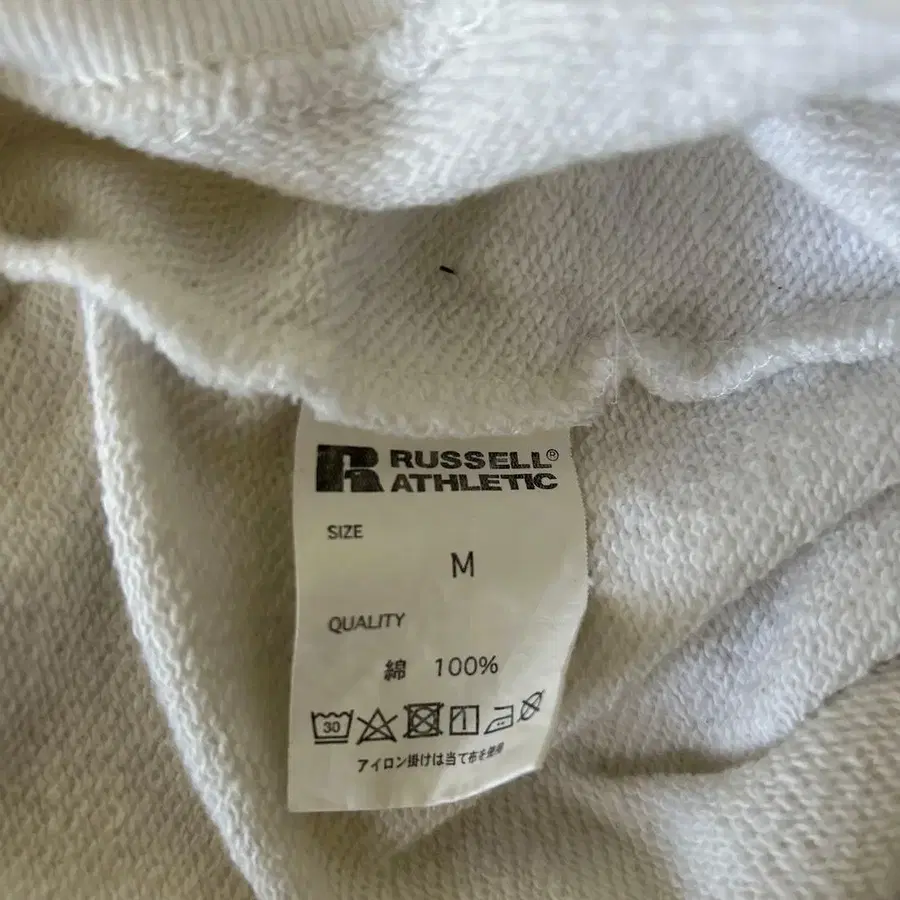 RUSSELL®
ATHLETIC
SIZE
M
QUALITY
綿 100%
30
アイロン掛けは当て布を使用